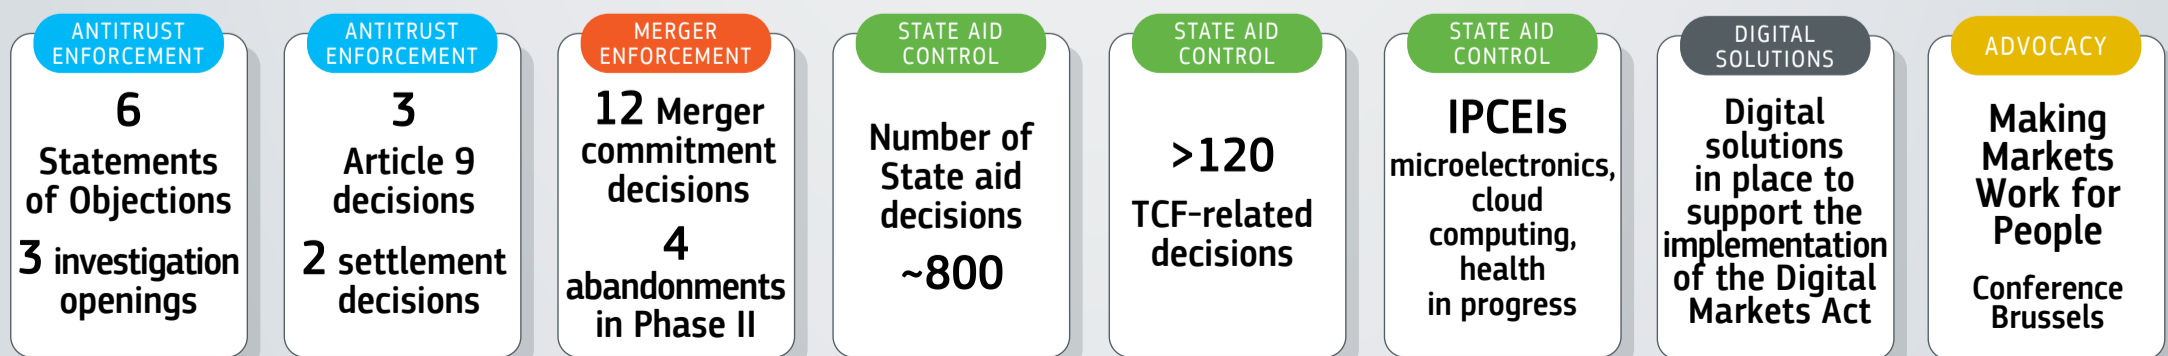 ANTITRUST
ENFORCEMENT
6
Statements
of Objections
3 investigation
openings
ANTITRUST
ENFORCEMENT
3
Article 9
decisions
2 settlement
decisions
MERGER
ENFORCEMENT
12 Merger
commitment
decisions
4
abandonments
in Phase II
STATE AID
CONTROL
Number of
State aid
decisions
~800
STATE AID
CONTROL
>120
TCF-related
decisions
STATE AID
CONTROL
IPCEIs
microelectronics,
cloud
computing,
health
in progress
DIGITAL
SOLUTIONS
Digital
solutions
in place to
support the
implementation
of the Digital
Markets Act
ADVOCACY
Making
Markets
Work for
People
Conference
Brussels